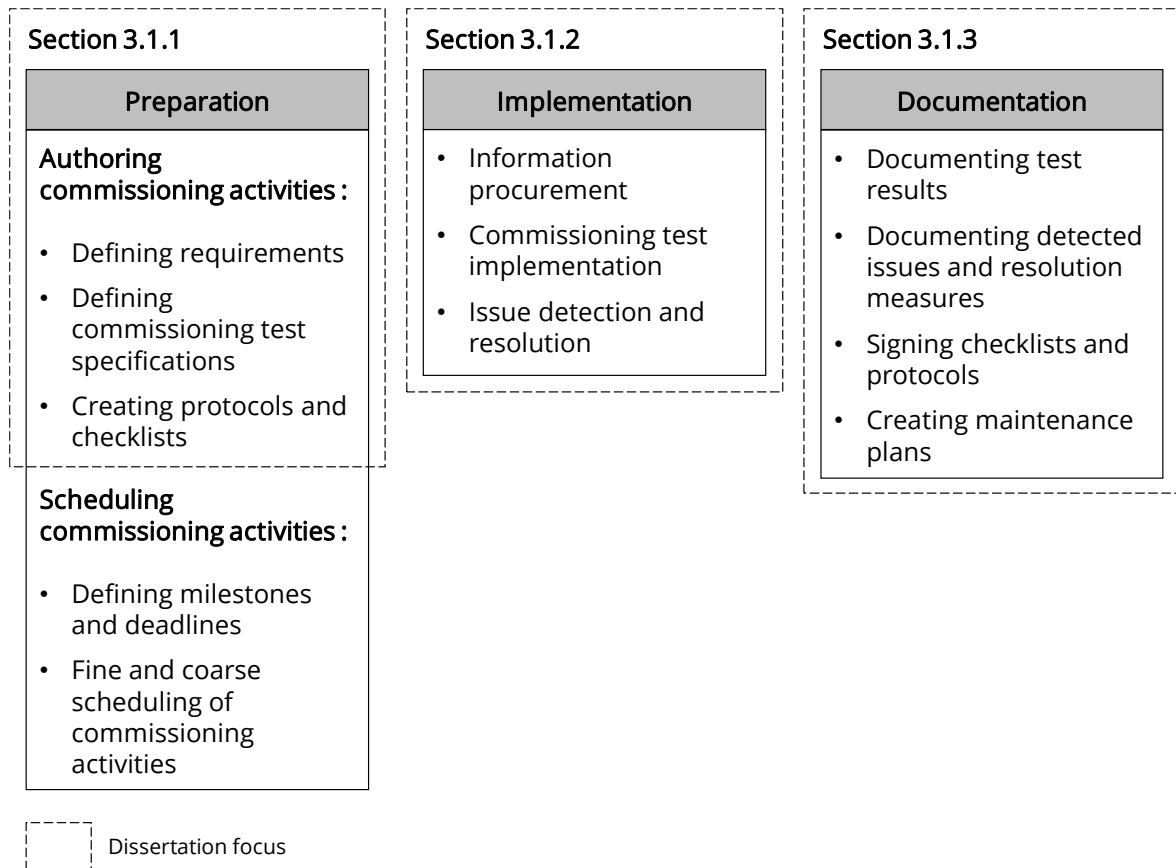 Section 3.1.1
Preparation
Authoring
commissioning activities :
• Defining requirements
• Defining
commissioning test
specifications
• Creating protocols and
checklists
Scheduling
commissioning activities :
• Defining milestones
and deadlines
• Fine and coarse
scheduling of
commissioning
activities
Section 3.1.2
Implementation
• Information
procurement
• Commissioning test
implementation
• Issue detection and
resolution
Section 3.1.3
Documentation
• Documenting test
results
• Documenting detected
issues and resolution
measures
• Signing checklists and
protocols
• Creating maintenance
plans
Dissertation focus